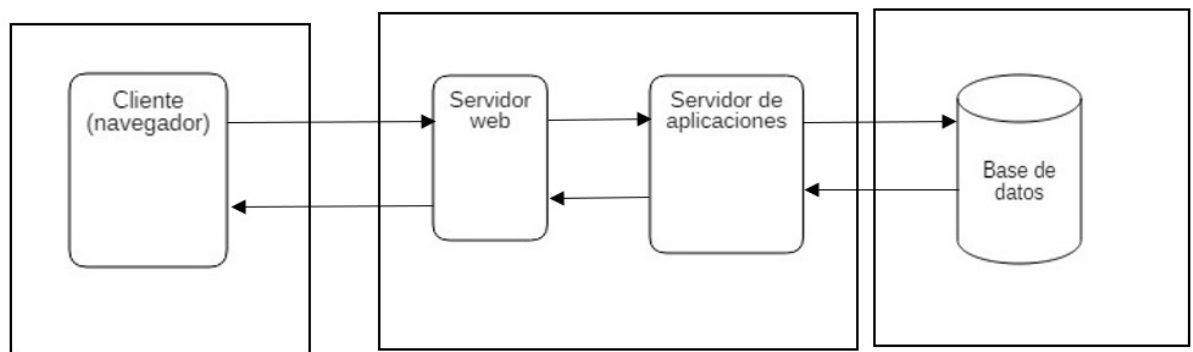 Cliente
(navegador)
Servidor
web
Servidor de
aplicaciones
Base de
datos